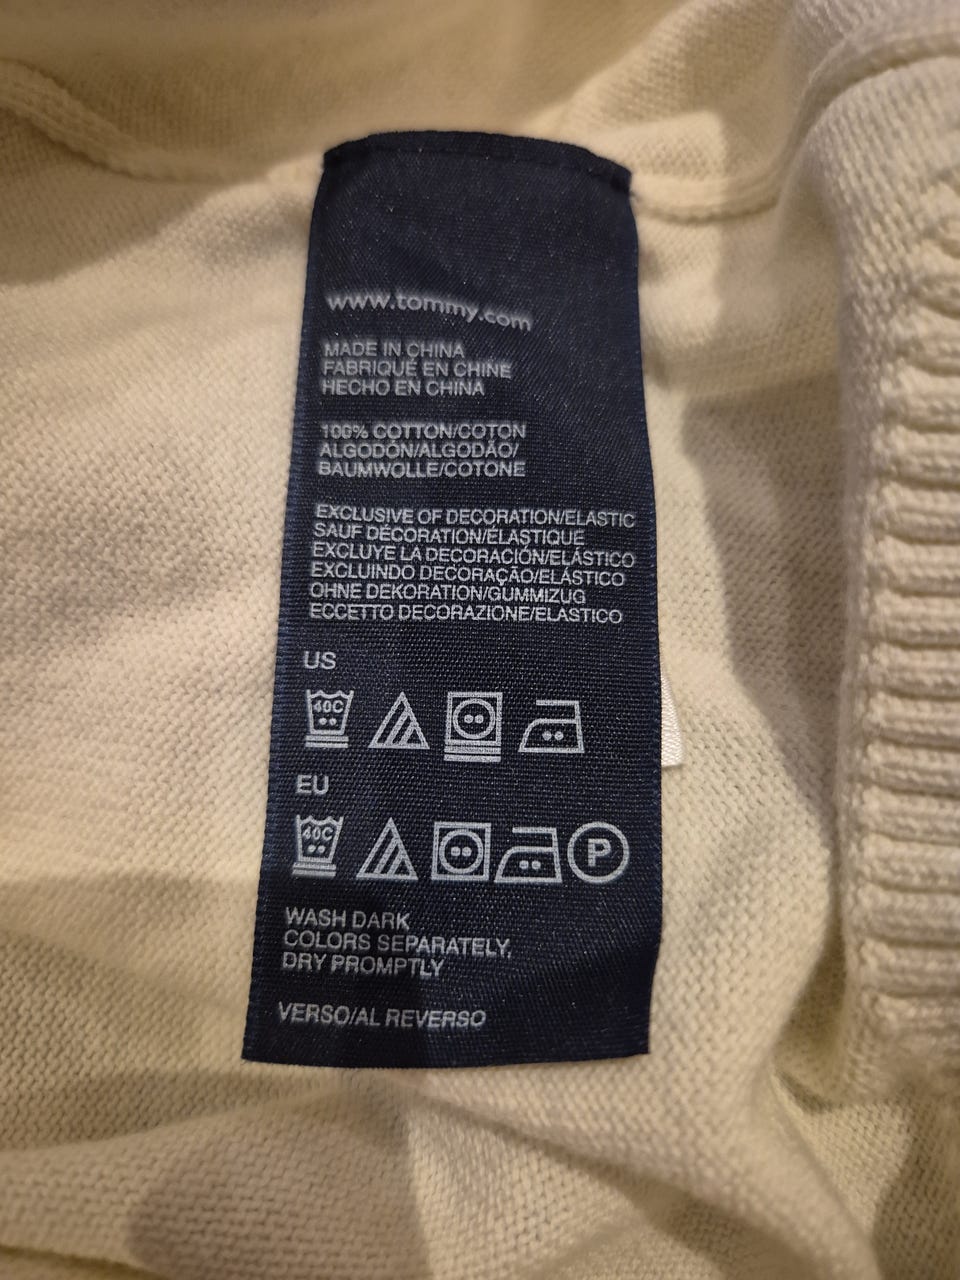 www.tommy.com
MADE IN CHINA
FABRIQUÉ EN CHINE
HECHO EN CHINA
100% COTTON/COTON
ALGODÓN/ALGODÃO/
BAUMWOLLE/COTONE
EXCLUSIVE OF DECORATION/ELASTIC
SAUF DÉCORATION/ÉLASTIQUE
EXCLUYE LA DECORACIÓN/ELÁSTICO
EXCLUINDO DECORAÇÃO/ELÁSTICO
OHNE DEKORATION/GUMMIZUG
ECCETTO DECORAZIONE/ELASTICO
US
40C
EU
40C P
WASH DARK
COLORS SEPARATELY,
DRY PROMPTLY
VERSO/AL REVERSO